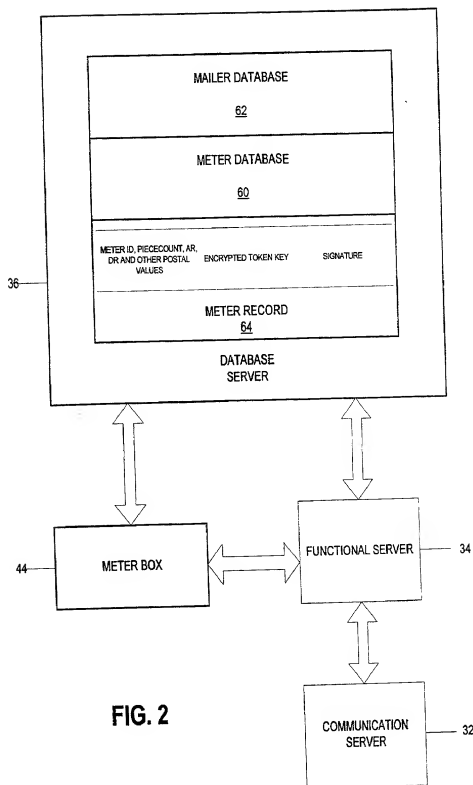 MAILER DATABASE
62
METER DATABASE
60
METER ID, PIECECOUNT, AR,
DR AND OTHER POSTAL
VALUES
ENCRYPTED TOKEN KEY
SIGNATURE
METER RECORD
64
DATABASE
SERVER
36
METER BOX
44
FUNCTIONAL SERVER
34
COMMUNICATION
SERVER
32
FIG. 2